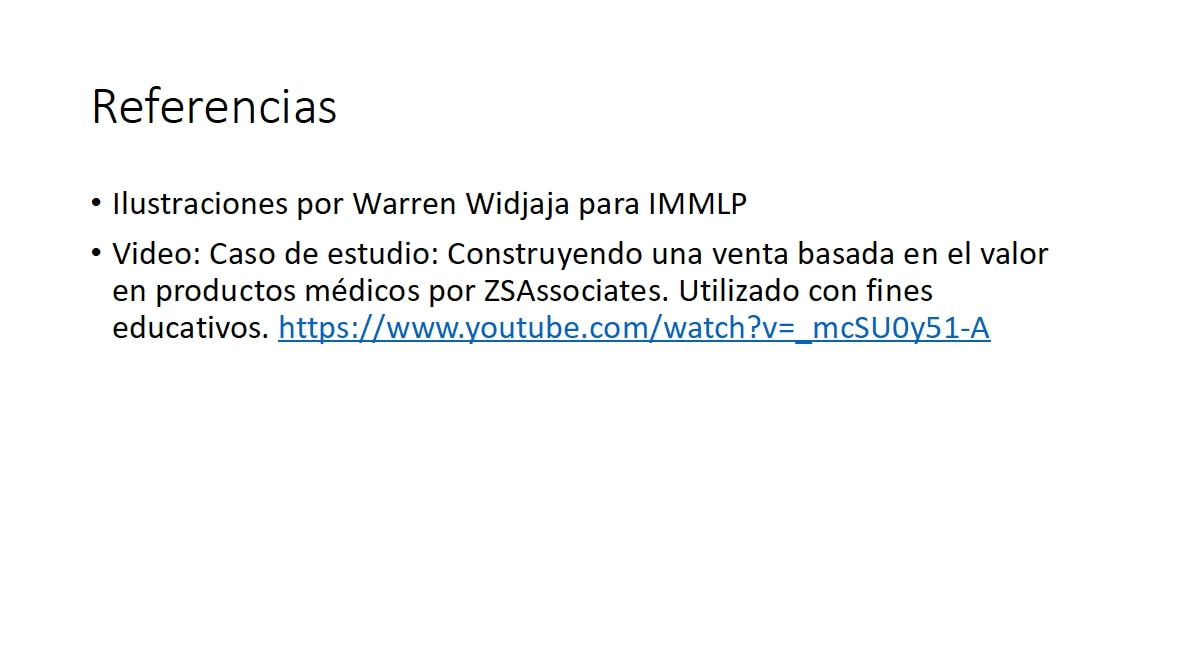 Referencias
• Ilustraciones por Warren Widjaja para IMMLP
• Video: Caso de estudio: Construyendo una venta basada en el valor
en productos médicos por ZSAssociates. Utilizado con fines
educativos. https://www.youtube.com/watch?v=_mcSU0y51-A